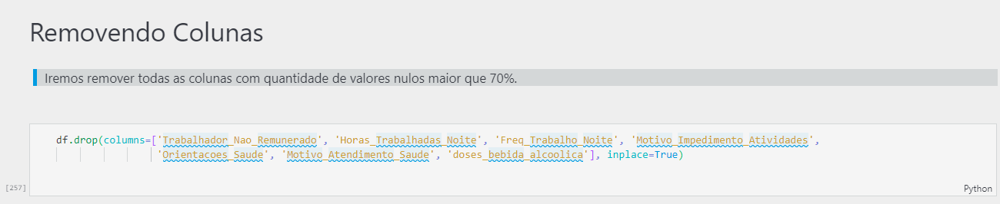 Removendo Colunas
Iremos remover todas as colunas com quantidade de valores nulos maior que 70%.
df.drop(columns=['Trabalhador_Nao_Remunerado', 'Horas_Trabalhadas_Noite', 'Freq_Trabalho_Noite', 'Motivo_Impedimento_Atividades',
'Orientacoes_Saude', 'Motivo_Atendimento_Saude', 'doses_bebida_alcoolica'], inplace=True)
[257]
Python